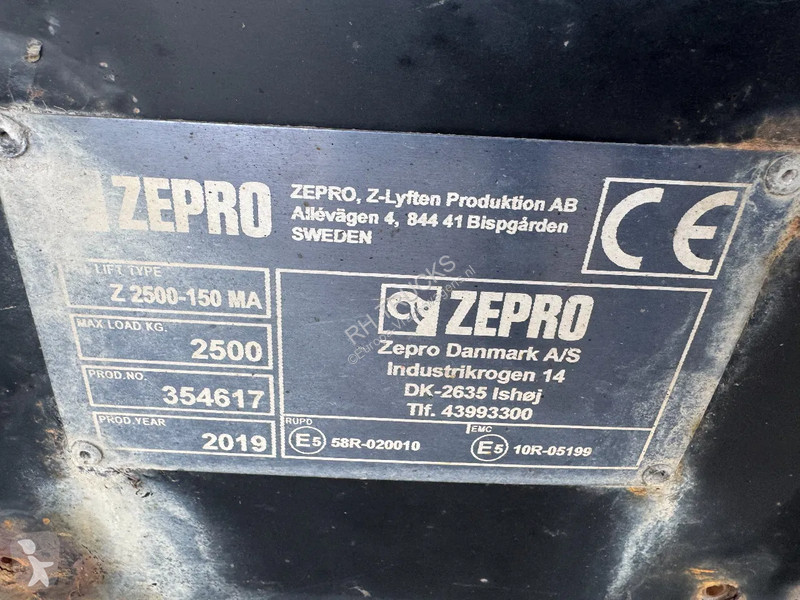 ZEPRO
ZEPRO, Z-Lyften Produktion AB
Allévägen 4, 844 41 Bispgården
SWEDEN
CE
LIFT TYPE
Z 2500-150 MA
MAX LOAD KG.
2500
PROD.NO.
354617
PROD.YEAR
2019
ZEPRO
Zepro Danmark A/S
Industrikrogen 14
DK-2635 Ishøj
Tlf. 43993300
RUPD
E5 58R-020010
EMC
E5 10R-05199
RH TRUCKS